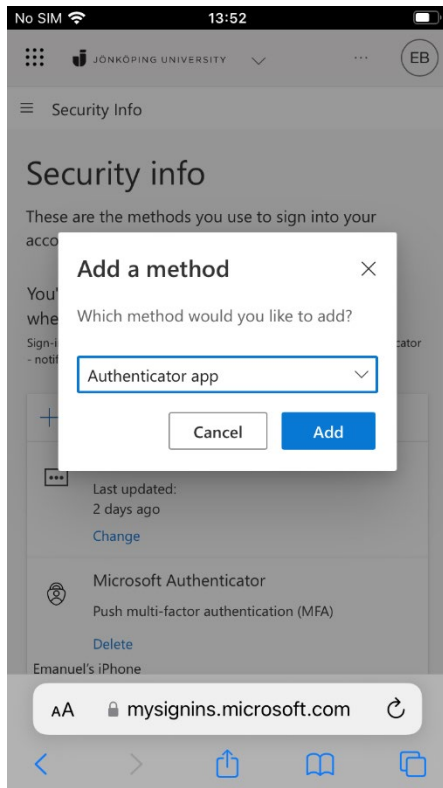 No SIM 13:52
JÖNKÖPING UNIVERSITY ... EB
Security Info
Security info
These are the methods you use to sign into your
acco
Add a method
You'
Which method would you like to add?
whe
Sign-i
cator
- notif
Authenticator app
Cancel Add
Last updated:
2 days ago
Change
Microsoft Authenticator
Push multi-factor authentication (MFA)
Delete
Emanuel's iPhone
AA mysignins.microsoft.com